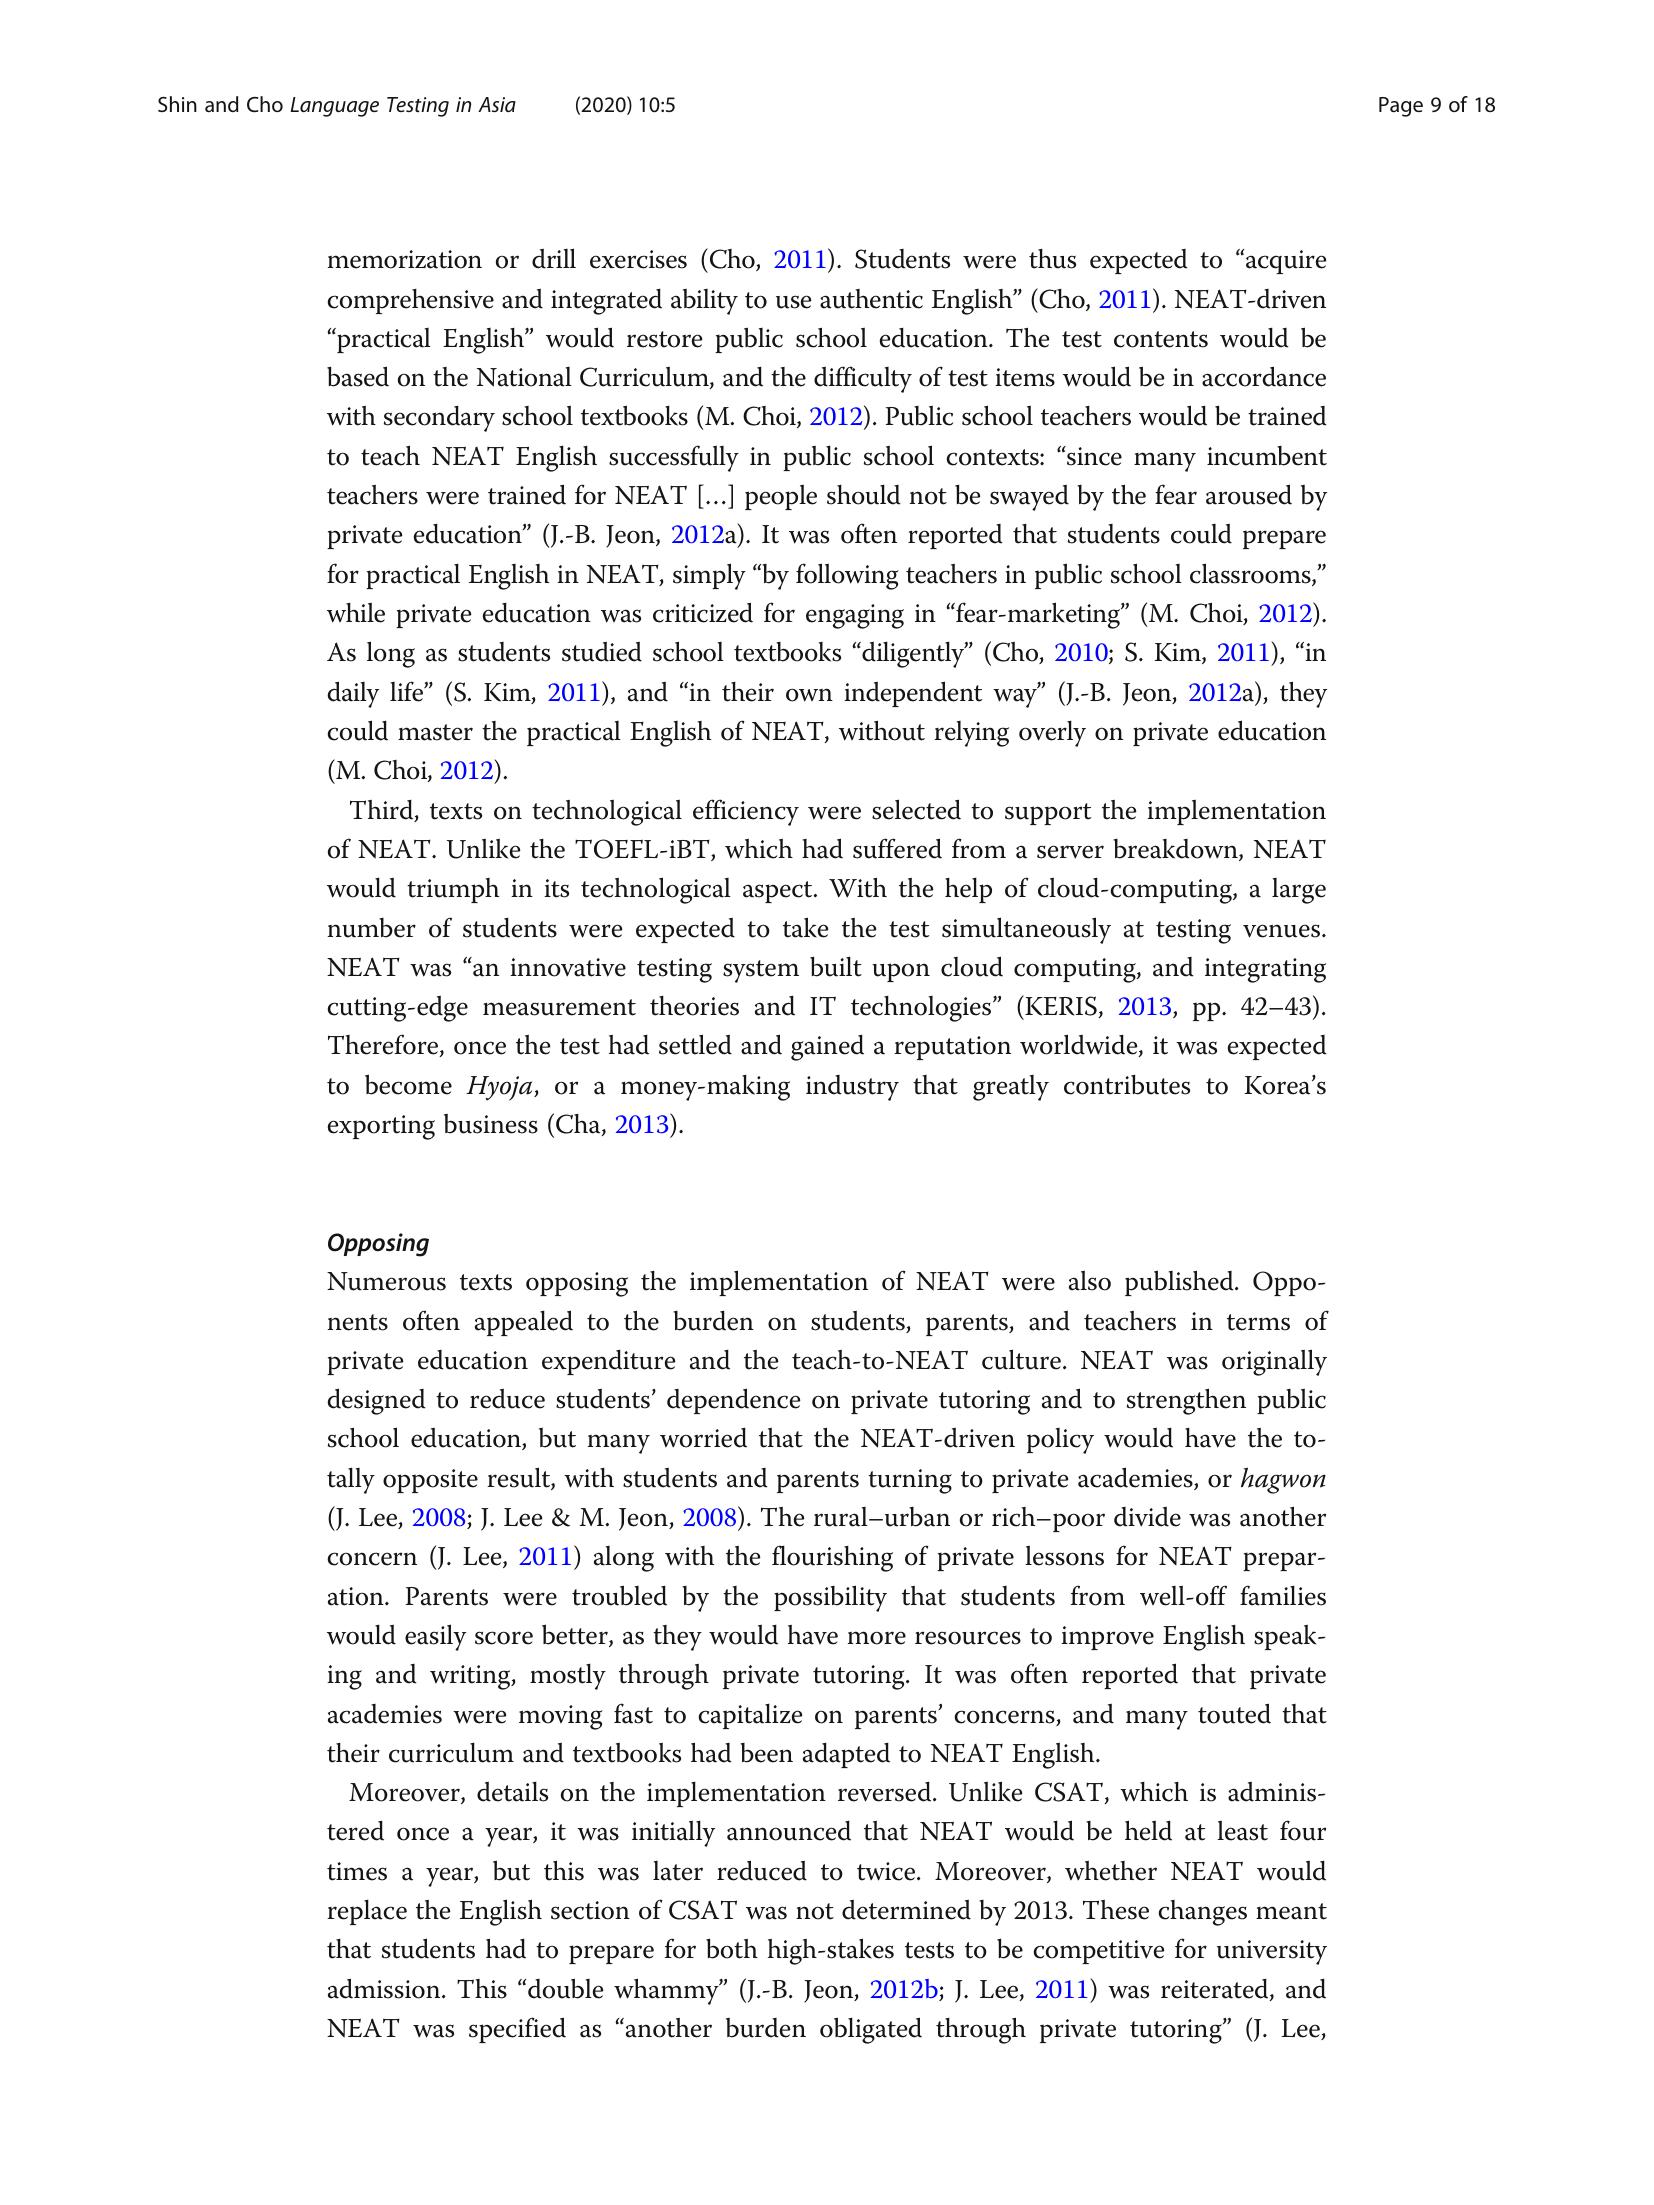 Shin and Cho Language Testing in Asia (2020) 10:5 Page 9 of 18
memorization or drill exercises (Cho, 2011). Students were thus expected to “acquire
comprehensive and integrated ability to use authentic English” (Cho, 2011). NEAT-driven
“practical English” would restore public school education. The test contents would be
based on the National Curriculum, and the difficulty of test items would be in accordance
with secondary school textbooks (M. Choi, 2012). Public school teachers would be trained
to teach NEAT English successfully in public school contexts: “since many incumbent
teachers were trained for NEAT […] people should not be swayed by the fear aroused by
private education” (J.-B. Jeon, 2012a). It was often reported that students could prepare
for practical English in NEAT, simply “by following teachers in public school classrooms,”
while private education was criticized for engaging in “fear-marketing” (M. Choi, 2012).
As long as students studied school textbooks “diligently” (Cho, 2010; S. Kim, 2011), “in
daily life” (S. Kim, 2011), and “in their own independent way” (J.-B. Jeon, 2012a), they
could master the practical English of NEAT, without relying overly on private education
(M. Choi, 2012).
Third, texts on technological efficiency were selected to support the implementation
of NEAT. Unlike the TOEFL-iBT, which had suffered from a server breakdown, NEAT
would triumph in its technological aspect. With the help of cloud-computing, a large
number of students were expected to take the test simultaneously at testing venues.
NEAT was “an innovative testing system built upon cloud computing, and integrating
cutting-edge measurement theories and IT technologies” (KERIS, 2013, pp. 42–43).
Therefore, once the test had settled and gained a reputation worldwide, it was expected
to become Hyoja, or a money-making industry that greatly contributes to Korea’s
exporting business (Cha, 2013).
Opposing
Numerous texts opposing the implementation of NEAT were also published. Oppo-
nents often appealed to the burden on students, parents, and teachers in terms of
private education expenditure and the teach-to-NEAT culture. NEAT was originally
designed to reduce students’ dependence on private tutoring and to strengthen public
school education, but many worried that the NEAT-driven policy would have the to-
tally opposite result, with students and parents turning to private academies, or hagwon
(J. Lee, 2008; J. Lee & M. Jeon, 2008). The rural–urban or rich–poor divide was another
concern (J. Lee, 2011) along with the flourishing of private lessons for NEAT prepar-
ation. Parents were troubled by the possibility that students from well-off families
would easily score better, as they would have more resources to improve English speak-
ing and writing, mostly through private tutoring. It was often reported that private
academies were moving fast to capitalize on parents’ concerns, and many touted that
their curriculum and textbooks had been adapted to NEAT English.
Moreover, details on the implementation reversed. Unlike CSAT, which is adminis-
tered once a year, it was initially announced that NEAT would be held at least four
times a year, but this was later reduced to twice. Moreover, whether NEAT would
replace the English section of CSAT was not determined by 2013. These changes meant
that students had to prepare for both high-stakes tests to be competitive for university
admission. This “double whammy” (J.-B. Jeon, 2012b; J. Lee, 2011) was reiterated, and
NEAT was specified as “another burden obligated through private tutoring” (J. Lee,